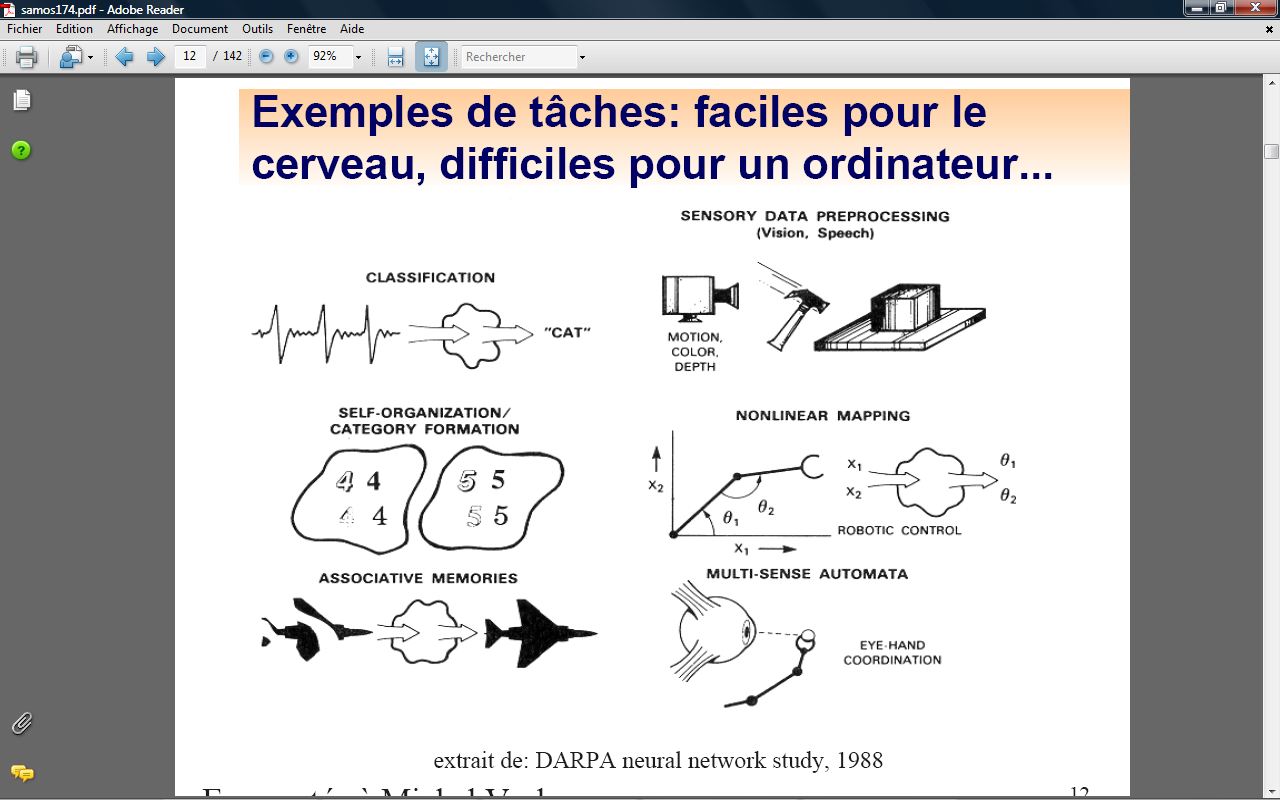 samos174.pdf - Adobe Reader
Fichier Edition Affichage Document Outils Fenêtre Aide
12 / 142 92% Rechercher
Exemples de tâches: faciles pour le
cerveau, difficiles pour un ordinateur...
SENSORY DATA PREPROCESSING
(Vision, Speech)
CLASSIFICATION
"CAT"
MOTION,
COLOR,
DEPTH
SELF-ORGANIZATION/
CATEGORY FORMATION
4 4
4 4
5 5
5 5
NONLINEAR MAPPING
X₂
θ₁
θ₂
X₁
X₁
X₂
θ₁
θ₂
ROBOTIC CONTROL
ASSOCIATIVE MEMORIES
MULTI-SENSE AUTOMATA
EYE-HAND
COORDINATION
extrait de: DARPA neural network study, 1988
12